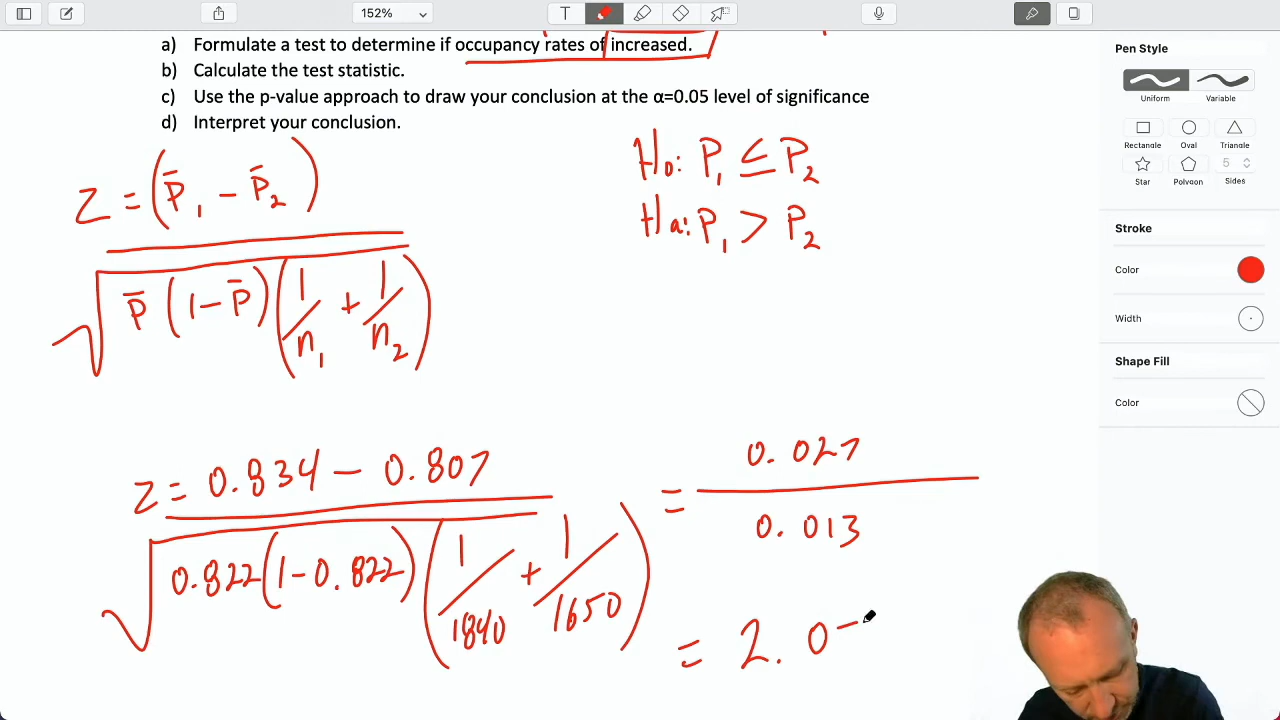 152%
T
a) Formulate a test to determine if occupancy rates of increased.
b) Calculate the test statistic.
c) Use the p-value approach to draw your conclusion at the α=0.05 level of significance
d) Interpret your conclusion.
H0: P1 ≤ P2
Ha: P1 > P2
Z = (p̄1 − p̄2)
√ p̄ (1 − p̄) (1/n1 + 1/n2)
Z = 0.834 − 0.807
√ 0.822(1 − 0.822) (1/1840 + 1/1650)
= 0.027
0.013
= 2.0
Pen Style
Uniform
Variable
Rectangle
Oval
Triangle
5
Star
Polygon
Sides
Stroke
Color
Width
Shape Fill
Color